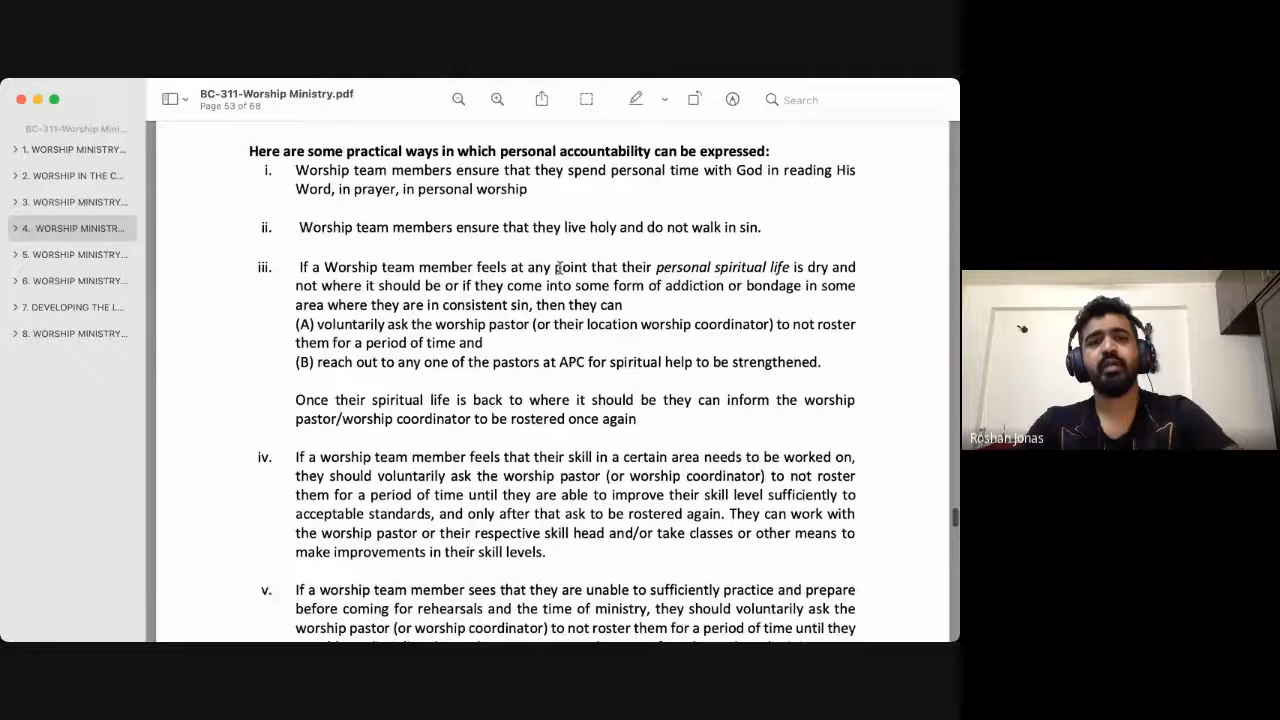 BC-311-Worship Ministry.pdf
Page 53 of 68
Search
BC-311-Worship Mini...
1. WORSHIP MINISTRY...
2. WORSHIP IN THE C...
3. WORSHIP MINISTRY...
4. WORSHIP MINISTR...
5. WORSHIP MINISTRY...
6. WORSHIP MINISTRY...
7. DEVELOPING THE L...
8. WORSHIP MINISTRY...
Here are some practical ways in which personal accountability can be expressed:
i. Worship team members ensure that they spend personal time with God in reading His
Word, in prayer, in personal worship
ii. Worship team members ensure that they live holy and do not walk in sin.
iii. If a Worship team member feels at any point that their personal spiritual life is dry and
not where it should be or if they come into some form of addiction or bondage in some
area where they are in consistent sin, then they can
(A) voluntarily ask the worship pastor (or their location worship coordinator) to not roster
them for a period of time and
(B) reach out to any one of the pastors at APC for spiritual help to be strengthened.
Once their spiritual life is back to where it should be they can inform the worship
pastor/worship coordinator to be rostered once again
iv. If a worship team member feels that their skill in a certain area needs to be worked on,
they should voluntarily ask the worship pastor (or worship coordinator) to not roster
them for a period of time until they are able to improve their skill level sufficiently to
acceptable standards, and only after that ask to be rostered again. They can work with
the worship pastor or their respective skill head and/or take classes or other means to
make improvements in their skill levels.
v. If a worship team member sees that they are unable to sufficiently practice and prepare
before coming for rehearsals and the time of ministry, they should voluntarily ask the
worship pastor (or worship coordinator) to not roster them for a period of time until they
Roshan Jonas